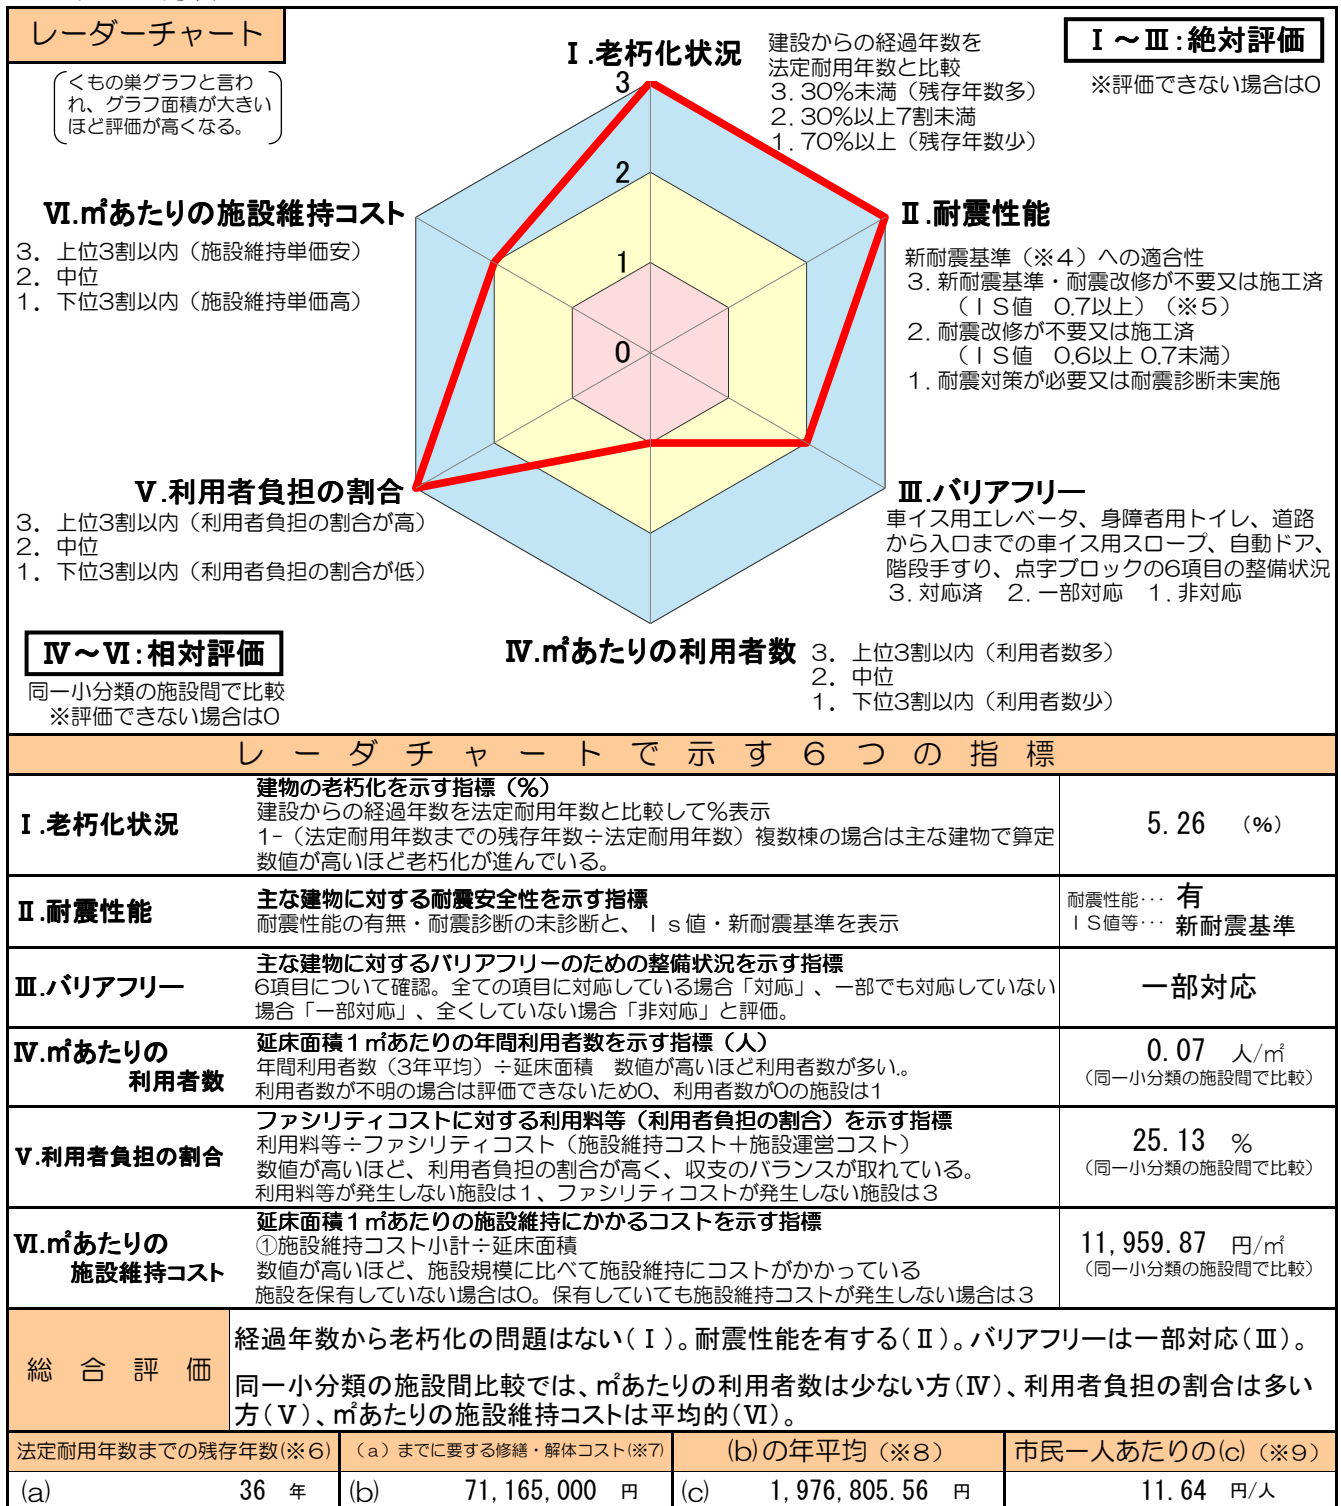 レーダーチャート
くもの巣グラフと言わ
れ、グラフ面積が大きい
ほど評価が高くなる。
Ⅰ.老朽化状況
建設からの経過年数を
法定耐用年数と比較
3. 30%未満（残存年数多）
2. 30%以上7割未満
1. 70%以上（残存年数少）
Ⅰ～Ⅲ:絶対評価
※評価できない場合は0
3
2
1
0
Ⅵ.㎡あたりの施設維持コスト
3. 上位3割以内（施設維持単価安）
2. 中位
1. 下位3割以内（施設維持単価高）
Ⅱ.耐震性能
新耐震基準（※4）への適合性
3. 新耐震基準・耐震改修が不要又は施工済
（ＩＳ値 0.7以上）（※5）
2. 耐震改修が不要又は施工済
（ＩＳ値 0.6以上 0.7未満）
1. 耐震対策が必要又は耐震診断未実施
Ⅴ.利用者負担の割合
3. 上位3割以内（利用者負担の割合が高）
2. 中位
1. 下位3割以内（利用者負担の割合が低）
Ⅲ.バリアフリー
車イス用エレベータ、身障者用トイレ、道路
から入口までの車イス用スロープ、自動ドア、
階段手すり、点字ブロックの6項目の整備状況
3. 対応済 2. 一部対応 1. 非対応
Ⅳ～Ⅵ:相対評価
同一小分類の施設間で比較
※評価できない場合は0
Ⅳ.㎡あたりの利用者数
3. 上位3割以内（利用者数多）
2. 中位
1. 下位3割以内（利用者数少）
レーダチャートで示す6つの指標
Ⅰ.老朽化状況
建物の老朽化を示す指標（%）
建設からの経過年数を法定耐用年数と比較して%表示
1-（法定耐用年数までの残存年数÷法定耐用年数）複数棟の場合は主な建物で算定
数値が高いほど老朽化が進んでいる。
5.26 （%）
Ⅱ.耐震性能
主な建物に対する耐震安全性を示す指標
耐震性能の有無・耐震診断の未診断と、Ｉｓ値・新耐震基準を表示
耐震性能… 有
ＩＳ値等… 新耐震基準
Ⅲ.バリアフリー
主な建物に対するバリアフリーのための整備状況を示す指標
6項目について確認。全ての項目に対応している場合「対応」、一部でも対応していない
場合「一部対応」、全くしていない場合「非対応」と評価。
一部対応
Ⅳ.㎡あたりの
利用者数
延床面積１㎡あたりの年間利用者数を示す指標（人）
年間利用者数（3年平均）÷延床面積 数値が高いほど利用者数が多い。
利用者数が不明の場合は評価できないため0、利用者数が0の施設は1
0.07 人/㎡
（同一小分類の施設間で比較）
Ⅴ.利用者負担の割合
ファシリティコストに対する利用料等（利用者負担の割合）を示す指標
利用料等÷ファシリティコスト（施設維持コスト＋施設運営コスト）
数値が高いほど、利用者負担の割合が高く、収支のバランスが取れている。
利用料等が発生しない施設は１、ファシリティコストが発生しない施設は３
25.13 %
（同一小分類の施設間で比較）
Ⅵ.㎡あたりの
施設維持コスト
延床面積１㎡あたりの施設維持にかかるコストを示す指標
①施設維持コスト小計÷延床面積
数値が高いほど、施設規模に比べて施設維持にコストがかかっている
施設を保有していない場合は0。保有していても施設維持コストが発生しない場合は３
11,959.87 円/㎡
（同一小分類の施設間で比較）
総合評価
経過年数から老朽化の問題はない(Ⅰ)。耐震性能を有する(Ⅱ)。バリアフリーは一部対応(Ⅲ)。
同一小分類の施設間比較では、㎡あたりの利用者数は少ない方(Ⅳ)、利用者負担の割合は多い
方(Ⅴ)、㎡あたりの施設維持コストは平均的(Ⅵ)。
法定耐用年数までの残存年数(※6) （a）までに要する修繕・解体コスト(※7) (b)の年平均（※8） 市民一人あたりの(c)（※9）
(a) 36 年 (b) 71,165,000 円 (c) 1,976,805.56 円 11.64 円/人